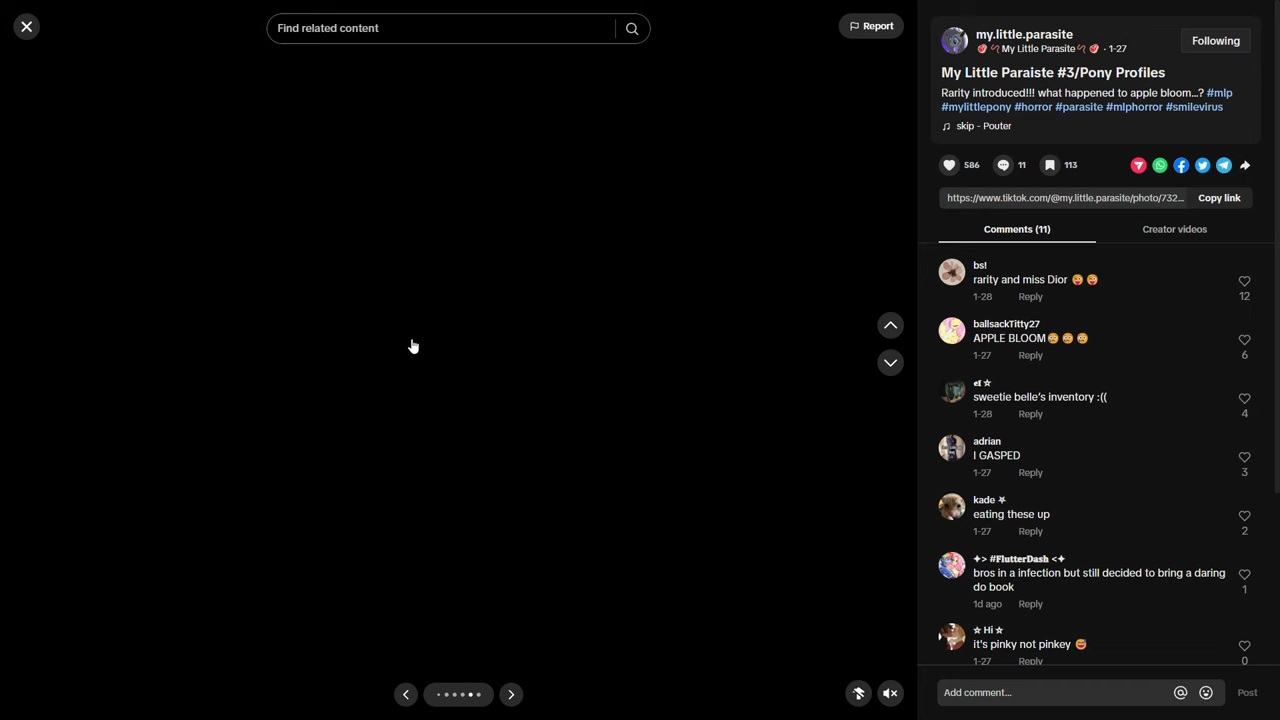 Find related content
Report
my.little.parasite
My Little Parasite · 1-27
Following
My Little Paraiste #3/Pony Profiles
Rarity introduced!!! what happened to apple bloom...? #mlp
#mylittlepony #horror #parasite #mlphorror #smilevirus
skip - Pouter
586
11
113
https://www.tiktok.com/@my.little.parasite/photo/732...
Copy link
Comments (11)
Creator videos
bs!
rarity and miss Dior
1-28 Reply
12
ballsackTitty27
APPLE BLOOM
1-27 Reply
6
el ☆
sweetie belle's inventory :((
1-28 Reply
4
adrian
I GASPED
1-27 Reply
3
kade
eating these up
1-27 Reply
2
✦> #FlutterDash <✦
bros in a infection but still decided to bring a daring
do book
1d ago Reply
1
☆ Hi ☆
it's pinky not pinkey 😅
1-27 Reply
0
Add comment...
Post